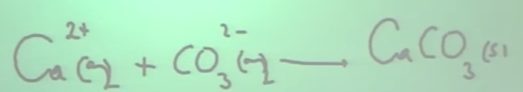 Ca²⁺(aq) + CO₃²⁻(aq) → CaCO₃(s)